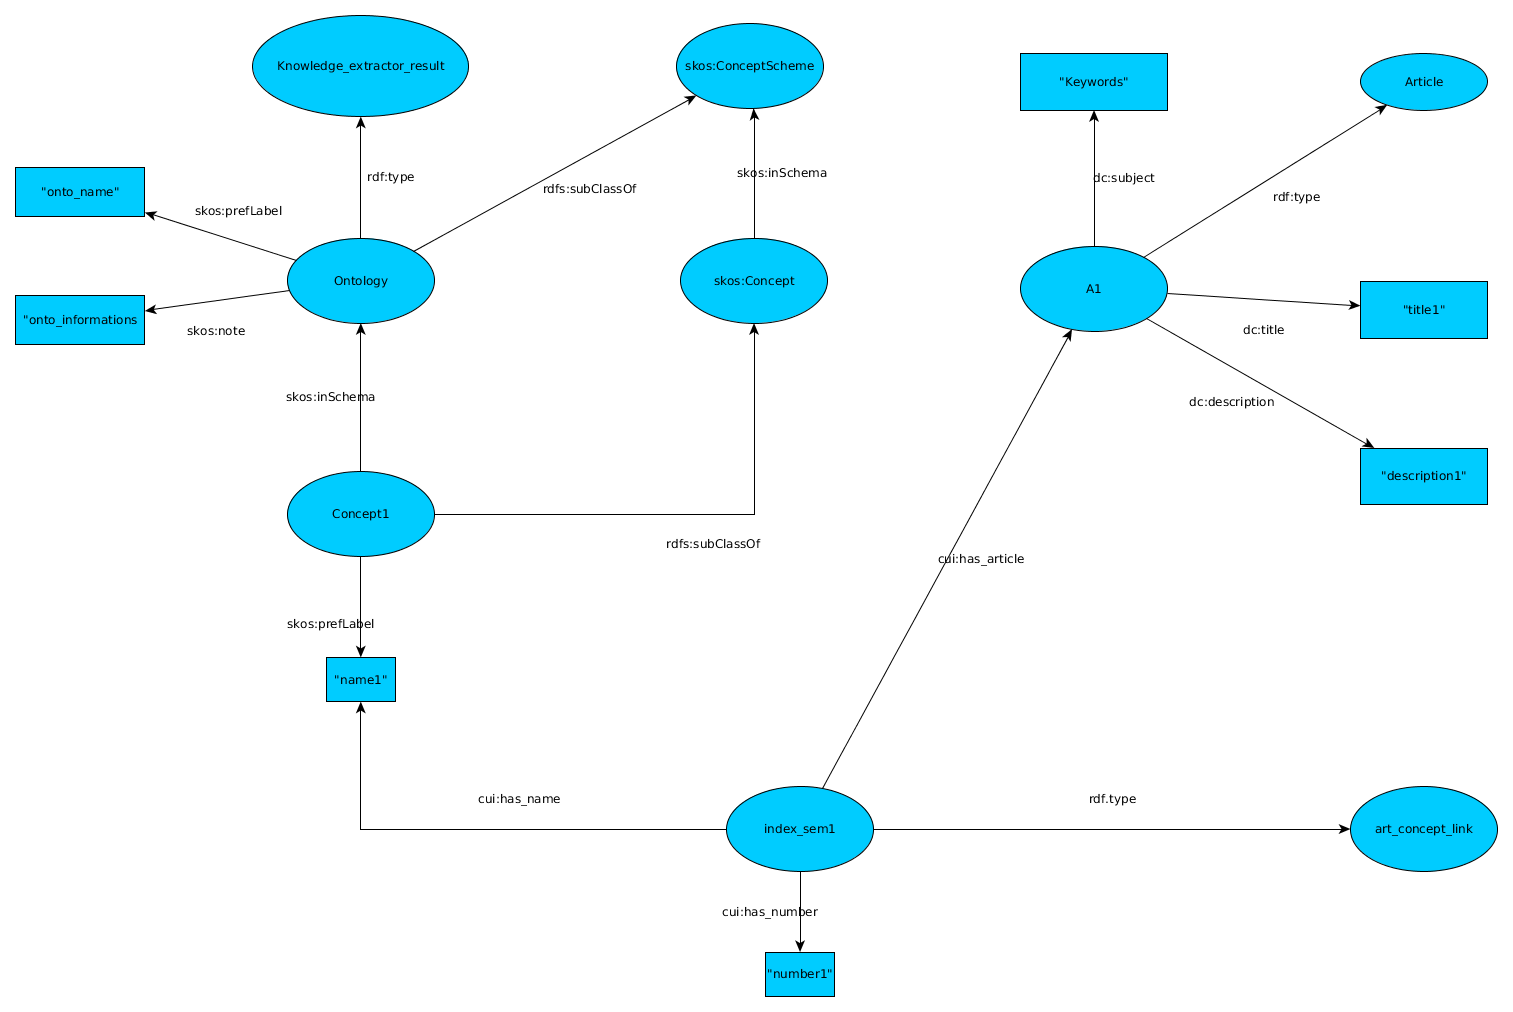 Knowledge_extractor_result
skos:ConceptScheme
"Keywords"
Article
rdf:type
skos:inSchema
dc:subject
"onto_name"
rdfs:subClassOf
rdf:type
skos:prefLabel
Ontology
skos:Concept
A1
"onto_informations
"title1"
skos:note
dc:title
skos:inSchema
dc:description
"description1"
Concept1
rdfs:subClassOf
cui:has_article
skos:prefLabel
"name1"
cui:has_name
rdf.type
index_sem1
art_concept_link
cui:has_number
"number1"